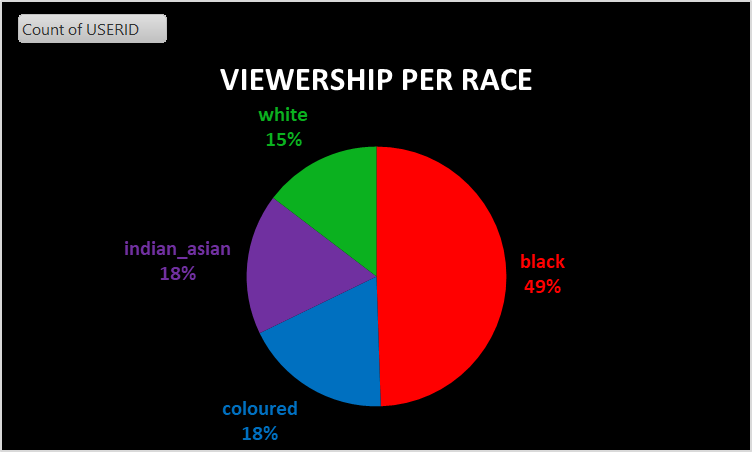 Count of USERID
VIEWERSHIP PER RACE
white
15%
indian_asian
18%
black
49%
coloured
18%